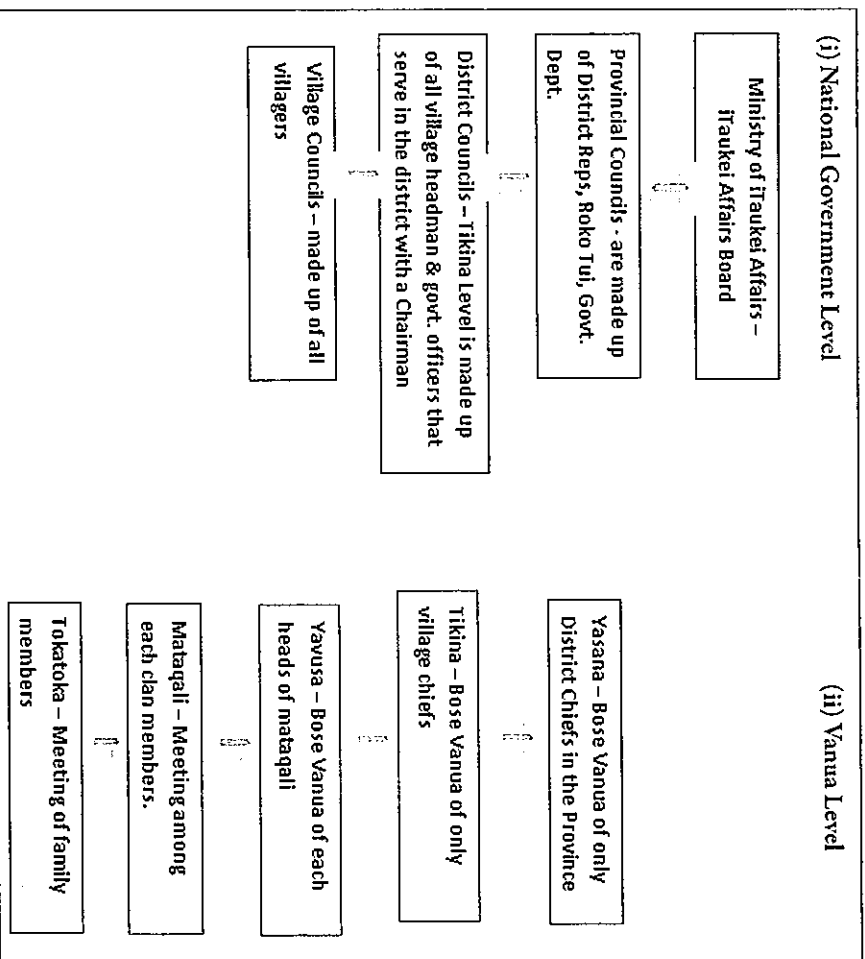 (i) National Government Level
Ministry of iTaukei Affairs –
iTaukei Affairs Board
Provincial Councils - are made up
of District Reps, Roko Tui, Govt.
Dept.
District Councils – Tikina Level is made up
of all village headman & govt. officers that
serve in the district with a Chairman
Village Councils – made up of all
villagers
(ii) Vanua Level
Yasana – Bose Vanua of only
District Chiefs in the Province
Tikina – Bose Vanua of only
village chiefs
Yavusa – Bose Vanua of each
heads of mataqali
Mataqali – Meeting among
each clan members.
Tokatoka – Meeting of family
members